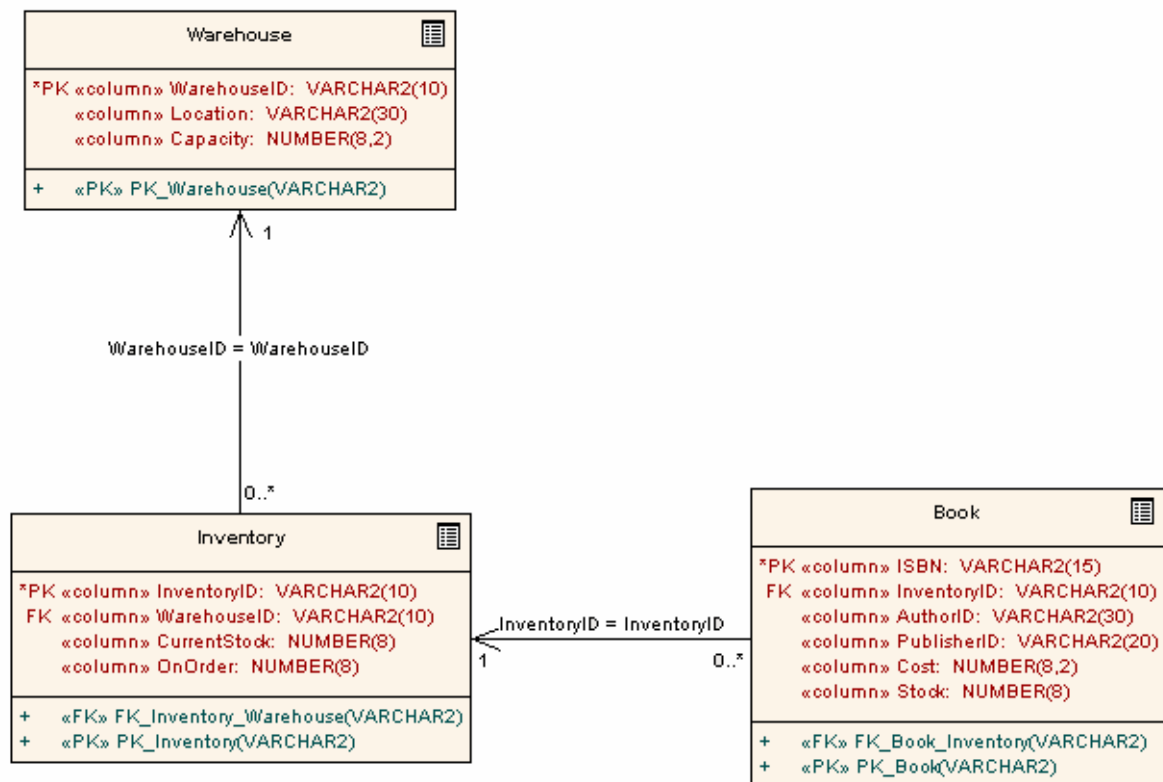 Warehouse
*PK «column» WarehouseID: VARCHAR2(10)
«column» Location: VARCHAR2(30)
«column» Capacity: NUMBER(8,2)
+ «PK» PK_Warehouse(VARCHAR2)
1
WarehouseID = WarehouseID
0..*
Inventory
*PK «column» InventoryID: VARCHAR2(10)
FK «column» WarehouseID: VARCHAR2(10)
«column» CurrentStock: NUMBER(8)
«column» OnOrder: NUMBER(8)
+ «FK» FK_Inventory_Warehouse(VARCHAR2)
+ «PK» PK_Inventory(VARCHAR2)
InventoryID = InventoryID
1
0..*
Book
*PK «column» ISBN: VARCHAR2(15)
FK «column» InventoryID: VARCHAR2(10)
«column» AuthorID: VARCHAR2(30)
«column» PublisherID: VARCHAR2(20)
«column» Cost: NUMBER(8,2)
«column» Stock: NUMBER(8)
+ «FK» FK_Book_Inventory(VARCHAR2)
+ «PK» PK_Book(VARCHAR2)